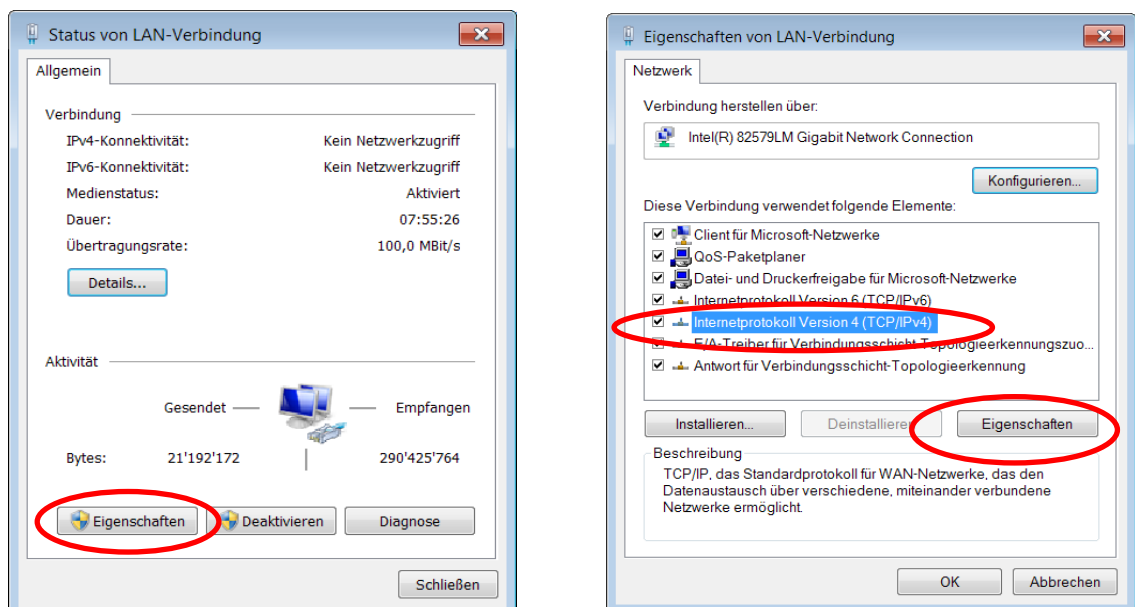 Status von LAN-Verbindung
Allgemein
Verbindung
IPv4-Konnektivität: Kein Netzwerkzugriff
IPv6-Konnektivität: Kein Netzwerkzugriff
Medienstatus: Aktiviert
Dauer: 07:55:26
Übertragungsrate: 100,0 MBit/s
Details...
Aktivität
Gesendet Empfangen
Bytes: 21'192'172 290'425'764
Eigenschaften Deaktivieren Diagnose
Schließen
Eigenschaften von LAN-Verbindung
Netzwerk
Verbindung herstellen über:
Intel(R) 82579LM Gigabit Network Connection
Konfigurieren...
Diese Verbindung verwendet folgende Elemente:
Client für Microsoft-Netzwerke
QoS-Paketplaner
Datei- und Druckerfreigabe für Microsoft-Netzwerke
Internetprotokoll Version 6 (TCP/IPv6)
Internetprotokoll Version 4 (TCP/IPv4)
E/A-Treiber für Verbindungsschicht-Topologieerkennungszuo...
Antwort für Verbindungsschicht-Topologieerkennung
Installieren... Deinstallieren Eigenschaften
Beschreibung
TCP/IP, das Standardprotokoll für WAN-Netzwerke, das den
Datenaustausch über verschiedene, miteinander verbundene
Netzwerke ermöglicht.
OK Abbrechen